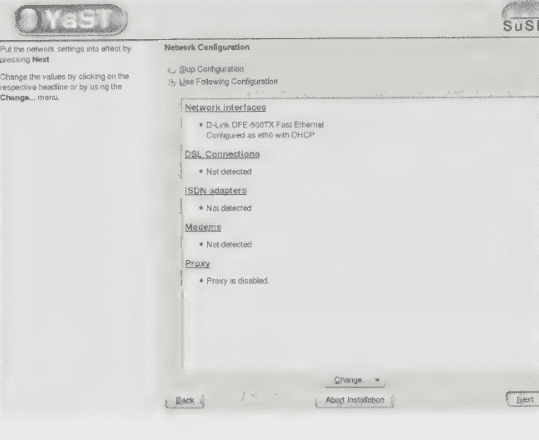 YaST
SuSE
Put the network settings into effect by
pressing Next
Change the values by clicking on the
respective headline or by using the
Change... menu.
Network Configuration
Skip Configuration
Use Following Configuration
Network interfaces
• D-Link DFE-500TX Fast Ethernet
Configured as eth0 with DHCP
DSL Connections
• Not detected
ISDN adapters
• Not detected
Modems
• Not detected
Proxy
• Proxy is disabled.
Change...
Back
Abort Installation
Next